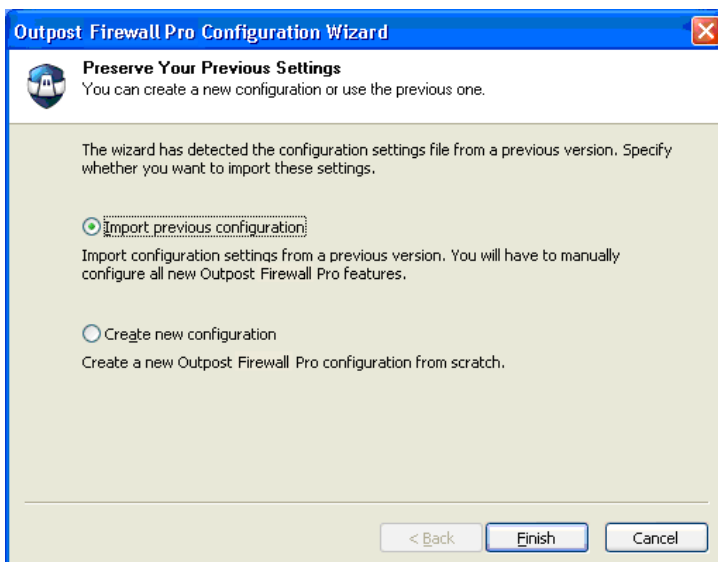 Outpost Firewall Pro Configuration Wizard
Preserve Your Previous Settings
You can create a new configuration or use the previous one.
The wizard has detected the configuration settings file from a previous version. Specify
whether you want to import these settings.
Import previous configuration
Import configuration settings from a previous version. You will have to manually
configure all new Outpost Firewall Pro features.
Create new configuration
Create a new Outpost Firewall Pro configuration from scratch.
< Back
Finish
Cancel